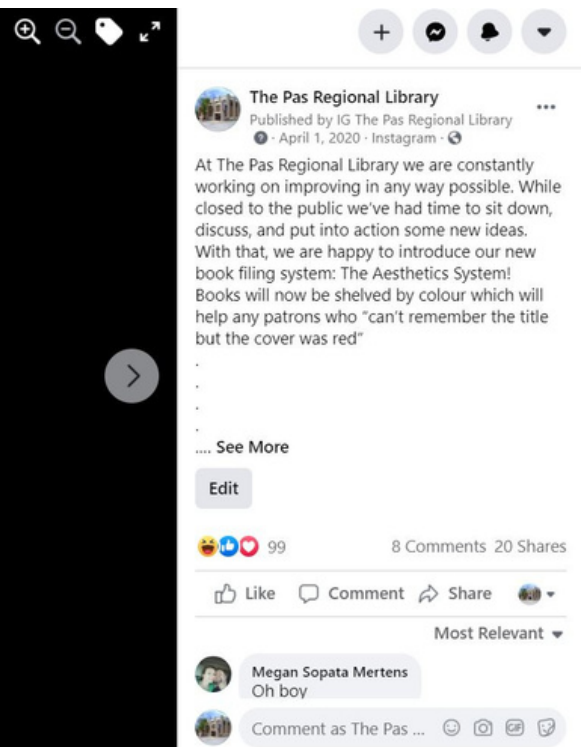 The Pas Regional Library
Published by IG The Pas Regional Library
· April 1, 2020 · Instagram ·
At The Pas Regional Library we are constantly
working on improving in any way possible. While
closed to the public we've had time to sit down,
discuss, and put into action some new ideas.
With that, we are happy to introduce our new
book filing system: The Aesthetics System!
Books will now be shelved by colour which will
help any patrons who “can't remember the title
but the cover was red”
.
.
.
.
.... See More
Edit
99 8 Comments 20 Shares
Like Comment Share
Most Relevant
Megan Sopata Mertens
Oh boy
Comment as The Pas ... GIF